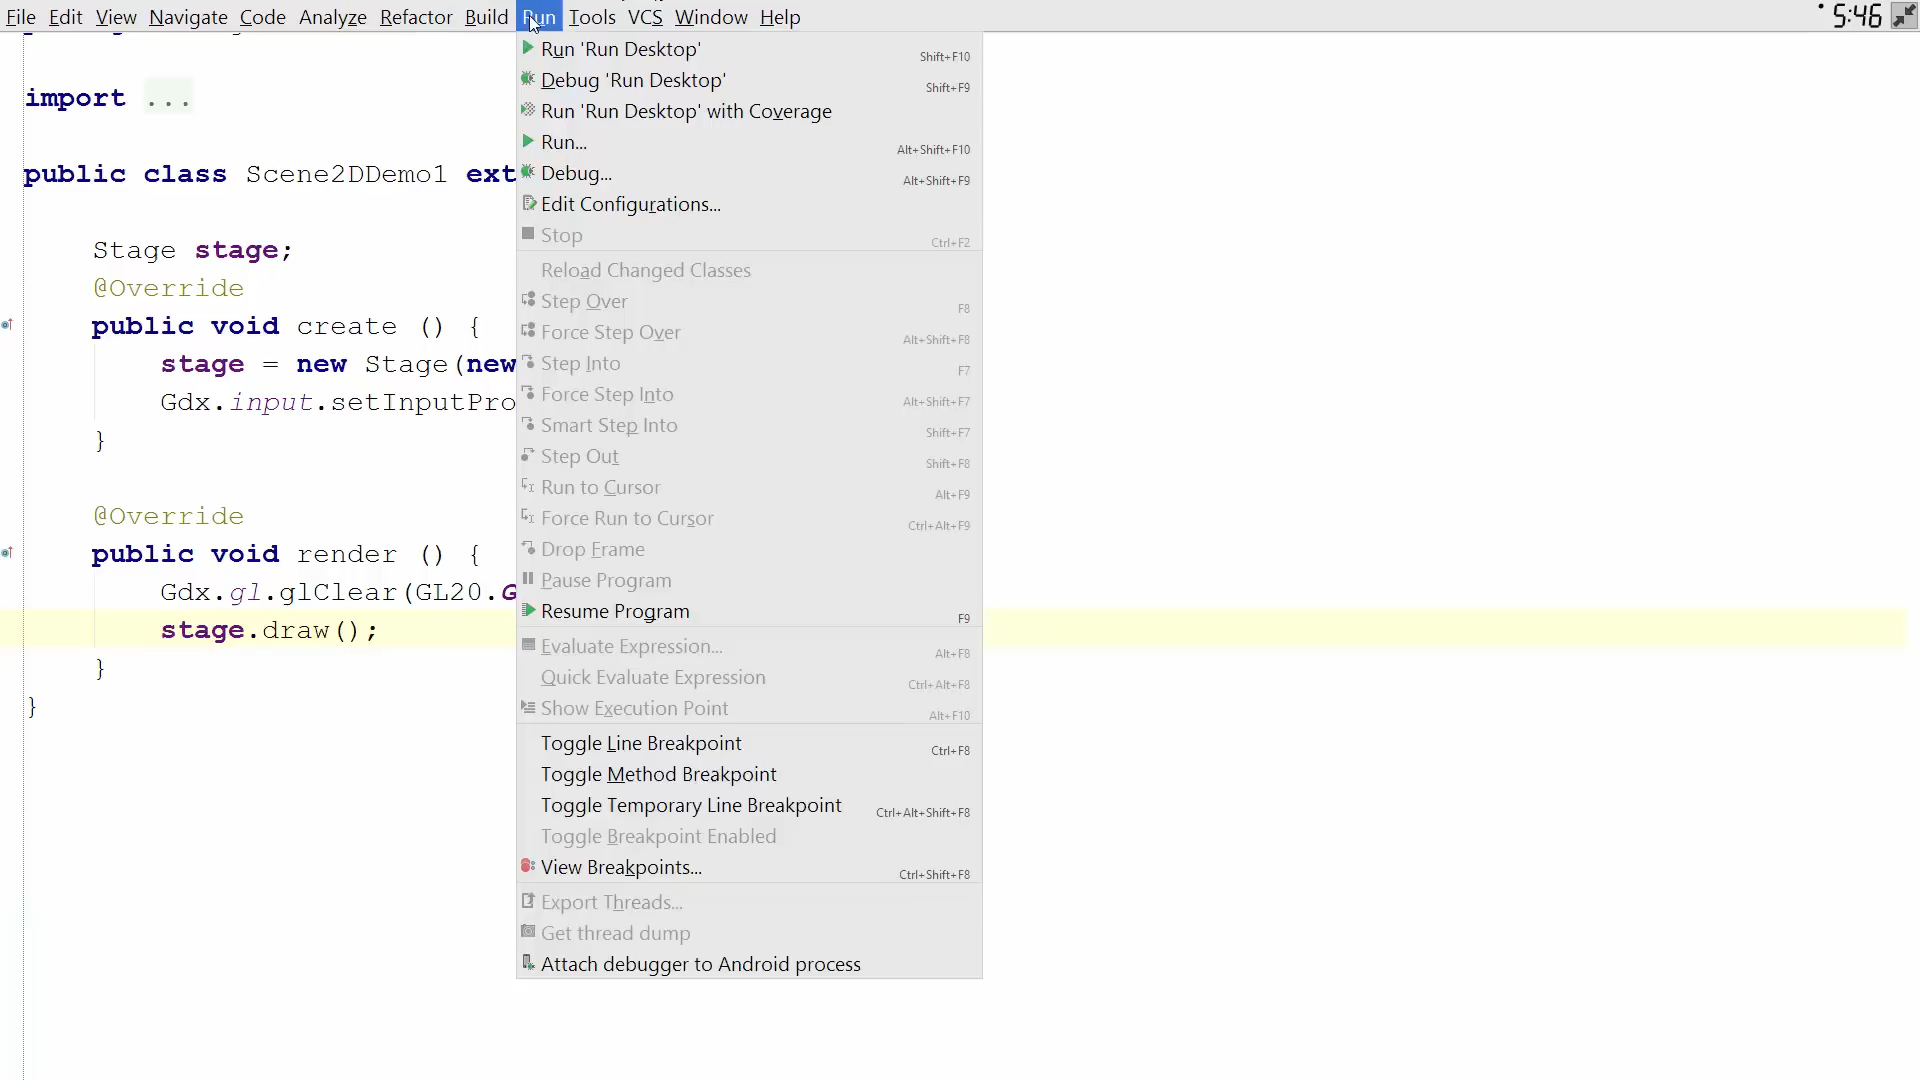 File Edit View Navigate Code Analyze Refactor Build Run Tools VCS Window Help 5:46
import ...
public class Scene2DDemo1 ext
Stage stage;
@Override
public void create () {
stage = new Stage(new
Gdx.input.setInputPro
}
@Override
public void render () {
Gdx.gl.glClear(GL20.G
stage.draw();
}
}
Run 'Run Desktop' Shift+F10
Debug 'Run Desktop' Shift+F9
Run 'Run Desktop' with Coverage
Run... Alt+Shift+F10
Debug... Alt+Shift+F9
Edit Configurations...
Stop Ctrl+F2
Reload Changed Classes
Step Over F8
Force Step Over Alt+Shift+F8
Step Into F7
Force Step Into Alt+Shift+F7
Smart Step Into Shift+F7
Step Out Shift+F8
Run to Cursor Alt+F9
Force Run to Cursor Ctrl+Alt+F9
Drop Frame
Pause Program
Resume Program F9
Evaluate Expression... Alt+F8
Quick Evaluate Expression Ctrl+Alt+F8
Show Execution Point Alt+F10
Toggle Line Breakpoint Ctrl+F8
Toggle Method Breakpoint
Toggle Temporary Line Breakpoint Ctrl+Alt+Shift+F8
Toggle Breakpoint Enabled
View Breakpoints... Ctrl+Shift+F8
Export Threads...
Get thread dump
Attach debugger to Android process